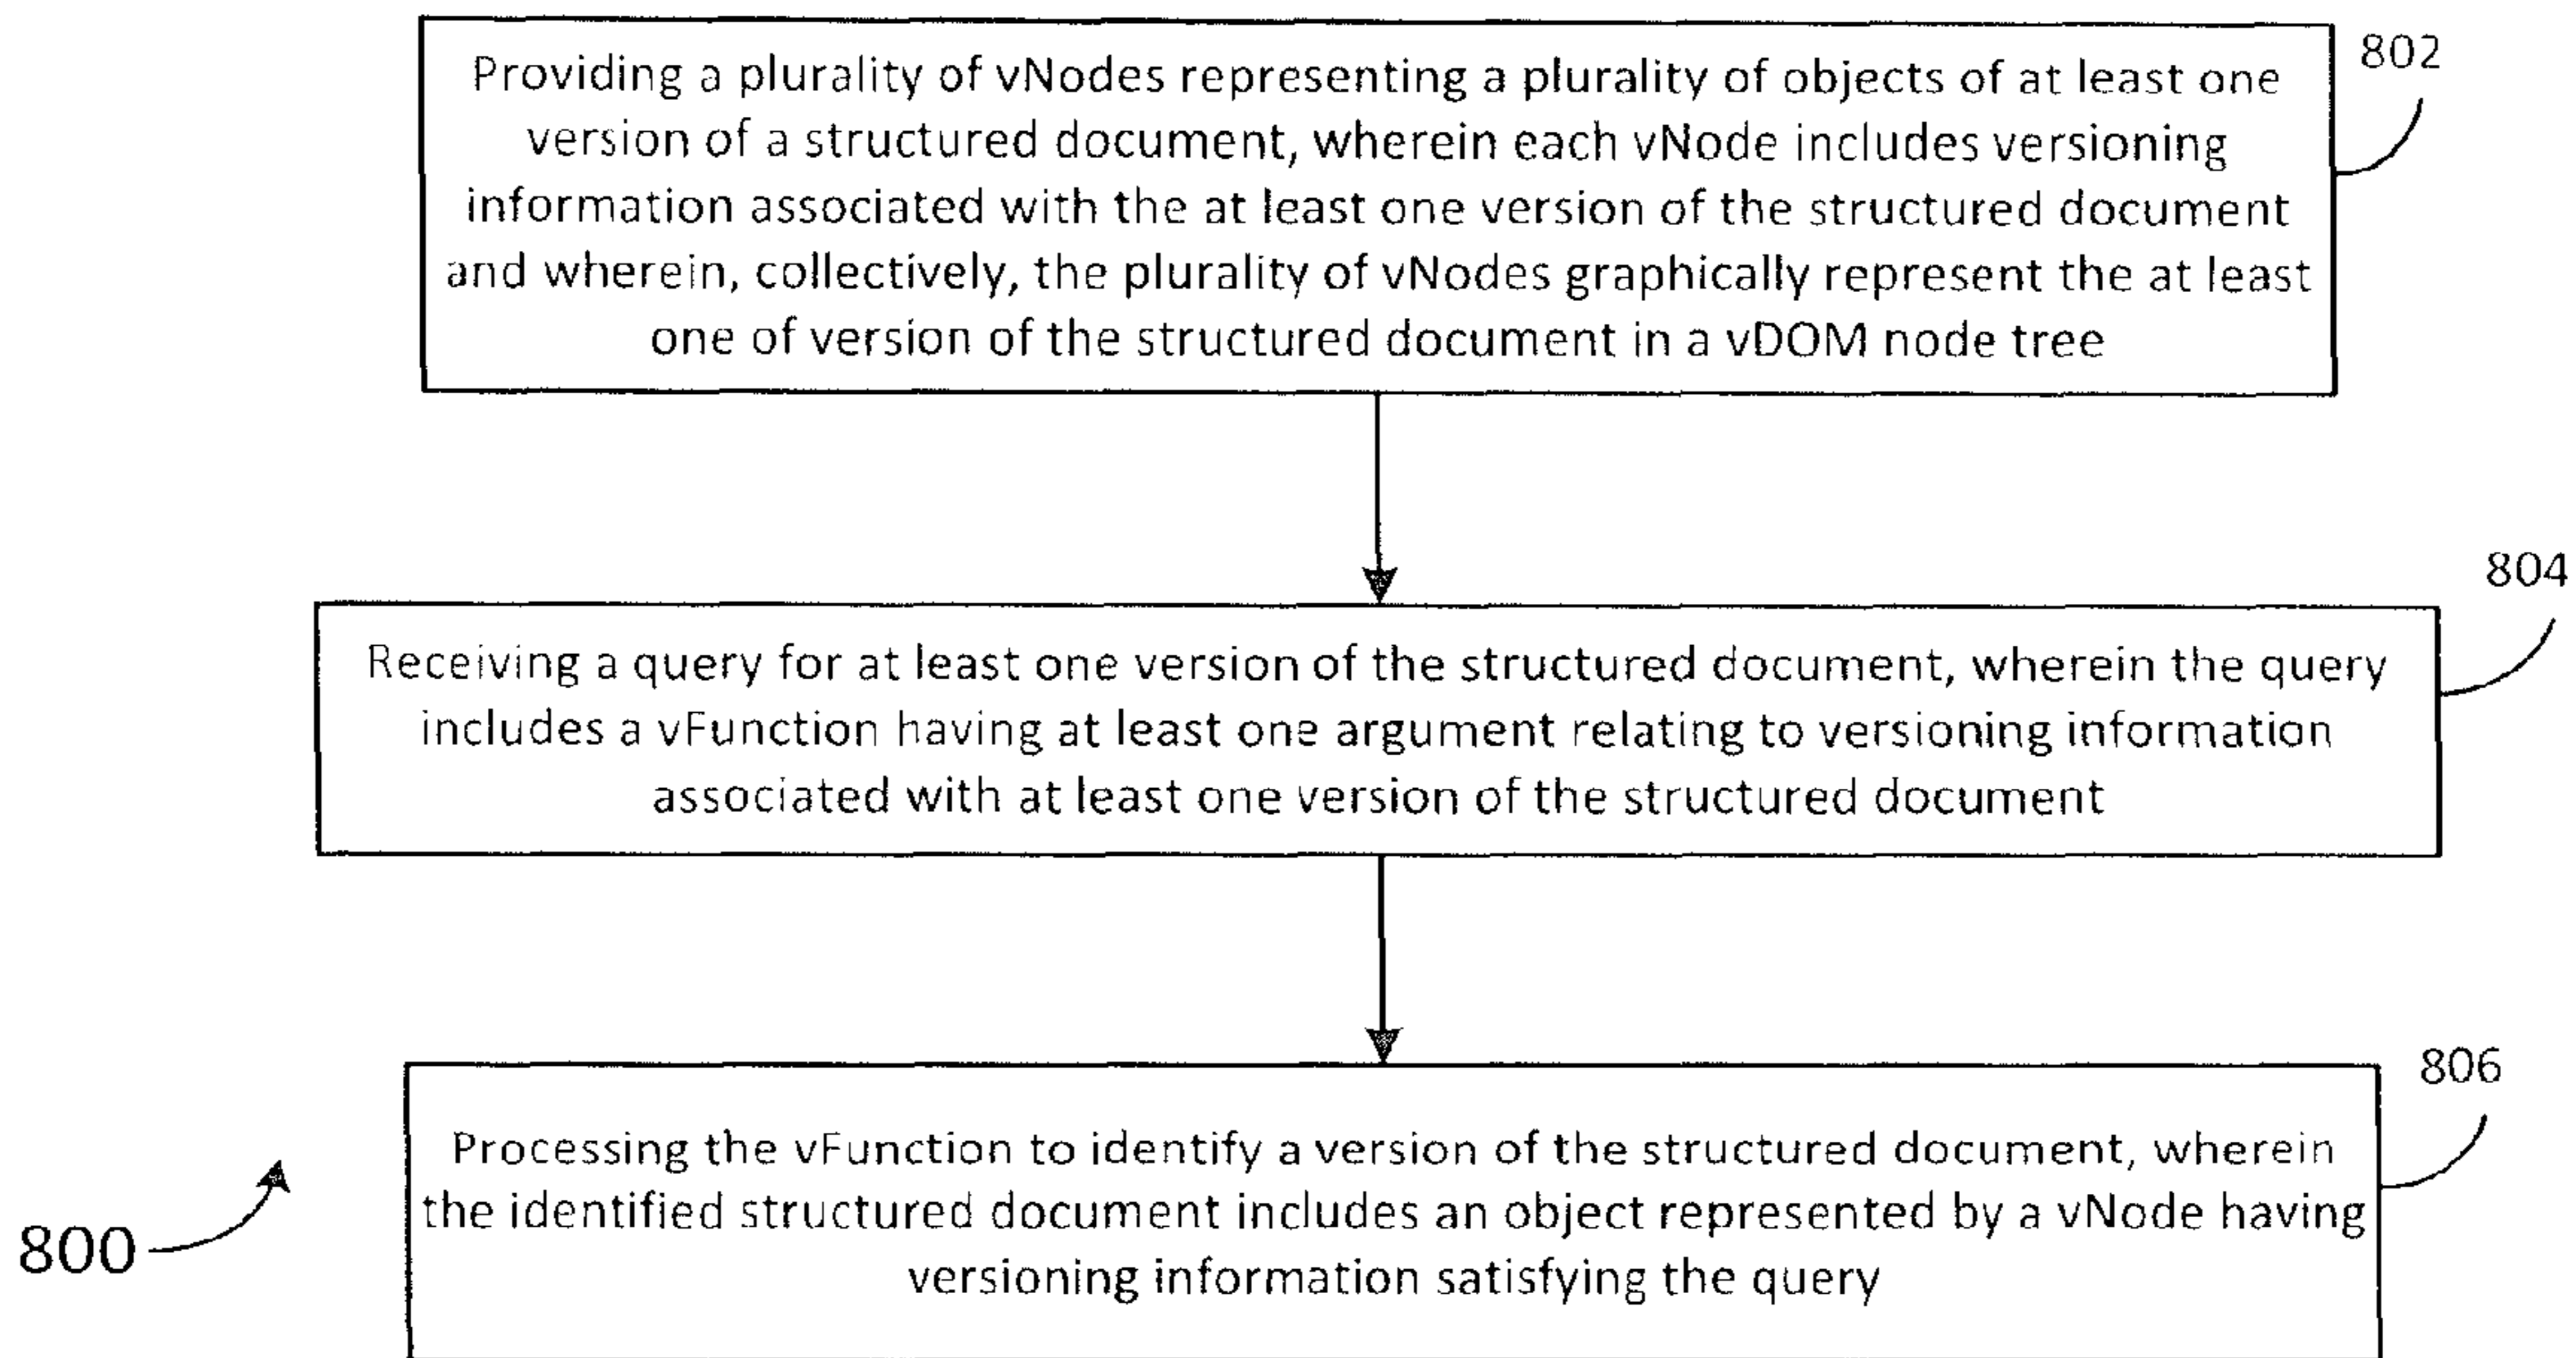 Providing a plurality of vNodes representing a plurality of objects of at least one
version of a structured document, wherein each vNode includes versioning
information associated with the at least one version of the structured document
and wherein, collectively, the plurality of vNodes graphically represent the at least
one of version of the structured document in a vDOM node tree
802
Receiving a query for at least one version of the structured document, wherein the query
includes a vFunction having at least one argument relating to versioning information
associated with at least one version of the structured document
804
Processing the vFunction to identify a version of the structured document, wherein
the identified structured document includes an object represented by a vNode having
versioning information satisfying the query
806
800